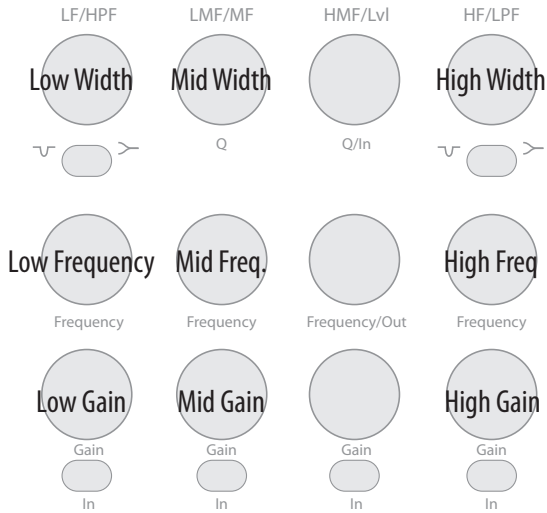 LF/HPF LMF/MF HMF/Lvl HF/LPF
Low Width Mid Width High Width
Q Q/In
Low Frequency Mid Freq. High Freq
Frequency Frequency Frequency/Out Frequency
Low Gain Mid Gain High Gain
Gain Gain Gain Gain
In In In In